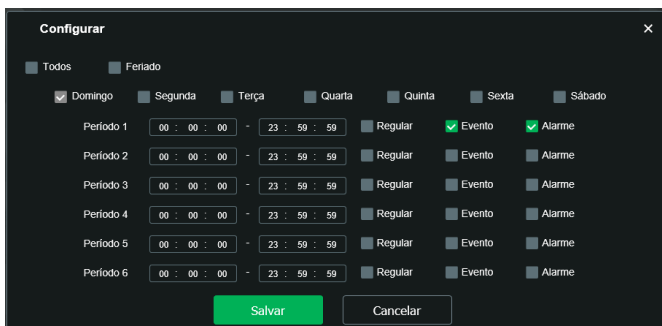 Configurar ×
Todos Feriado
Domingo Segunda Terça Quarta Quinta Sexta Sábado
Período 1 00 : 00 : 00 - 23 : 59 : 59 Regular Evento Alarme
Período 2 00 : 00 : 00 - 23 : 59 : 59 Regular Evento Alarme
Período 3 00 : 00 : 00 - 23 : 59 : 59 Regular Evento Alarme
Período 4 00 : 00 : 00 - 23 : 59 : 59 Regular Evento Alarme
Período 5 00 : 00 : 00 - 23 : 59 : 59 Regular Evento Alarme
Período 6 00 : 00 : 00 - 23 : 59 : 59 Regular Evento Alarme
Salvar Cancelar